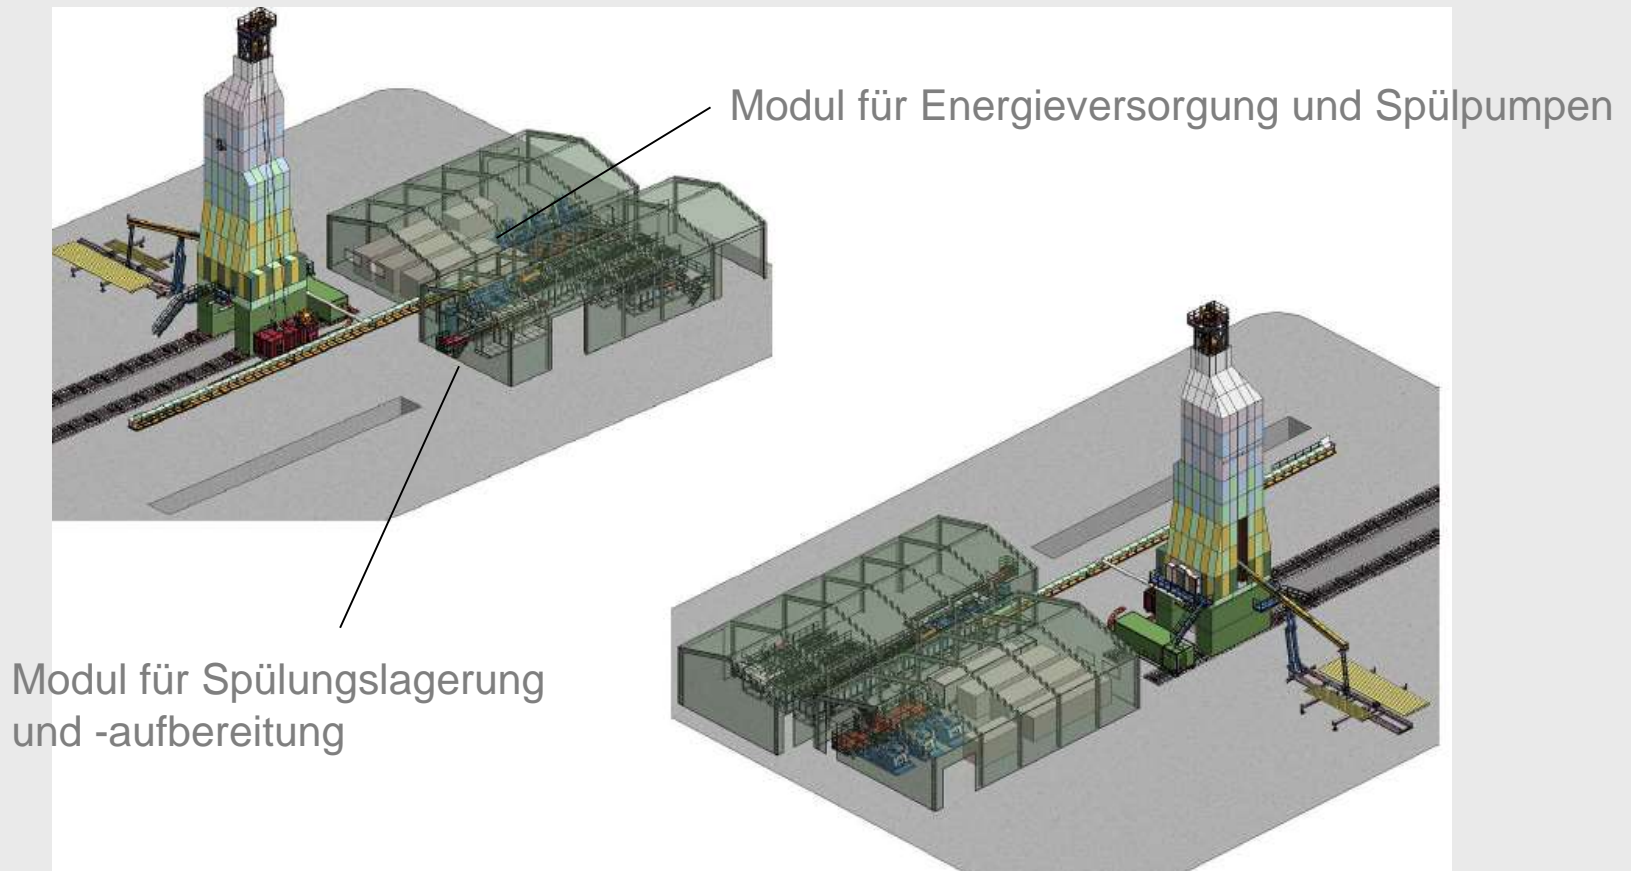 Modul für Energieversorgung und Spülpumpen
Modul für Spülungslagerung
und -aufbereitung